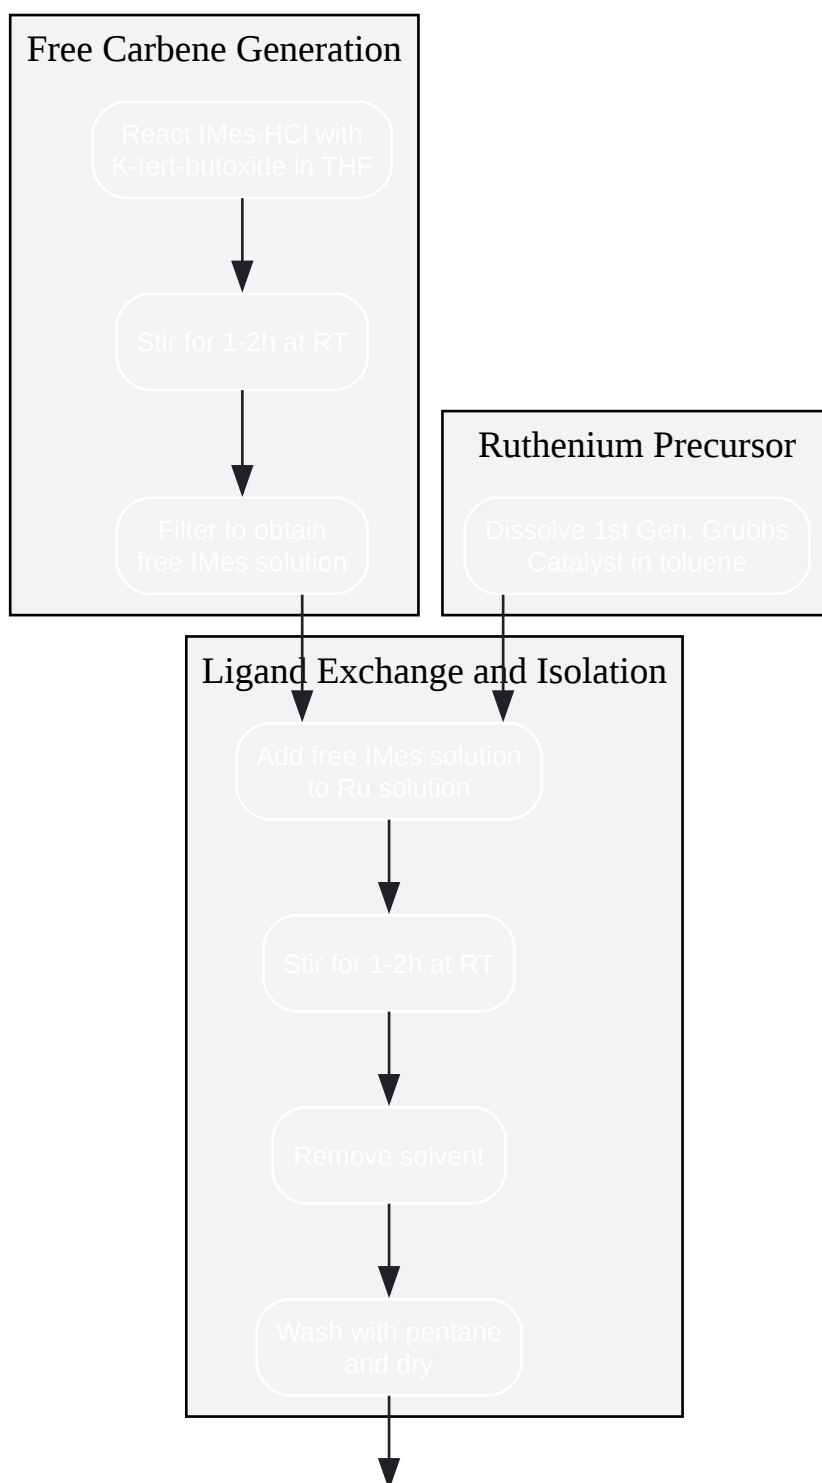 Free Carbene Generation
React IMes·HCl with
K-tert-butoxide in THF
Stir for 1-2h at RT
Filter to obtain
free IMes solution
Ruthenium Precursor
Dissolve 1st Gen. Grubbs
Catalyst in toluene
Ligand Exchange and Isolation
Add free IMes solution
to Ru solution
Stir for 1-2h at RT
Remove solvent
Wash with pentane
and dry